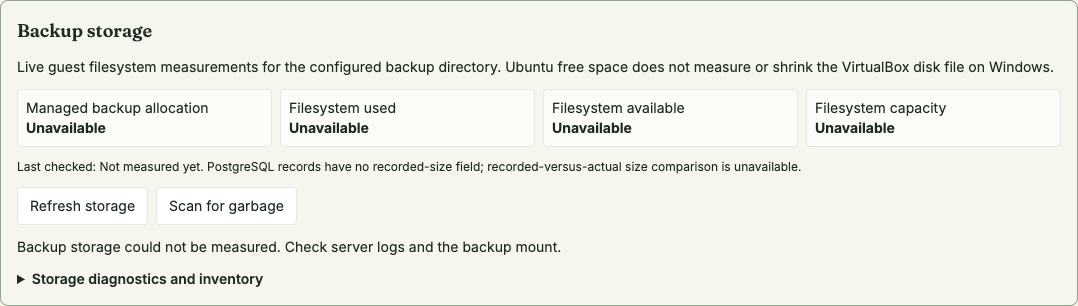 Backup storage
Live guest filesystem measurements for the configured backup directory. Ubuntu free space does not measure or shrink the VirtualBox disk file on Windows.
Managed backup allocation
Unavailable
Filesystem used
Unavailable
Filesystem available
Unavailable
Filesystem capacity
Unavailable
Last checked: Not measured yet. PostgreSQL records have no recorded-size field; recorded-versus-actual size comparison is unavailable.
Refresh storage
Scan for garbage
Backup storage could not be measured. Check server logs and the backup mount.
Storage diagnostics and inventory